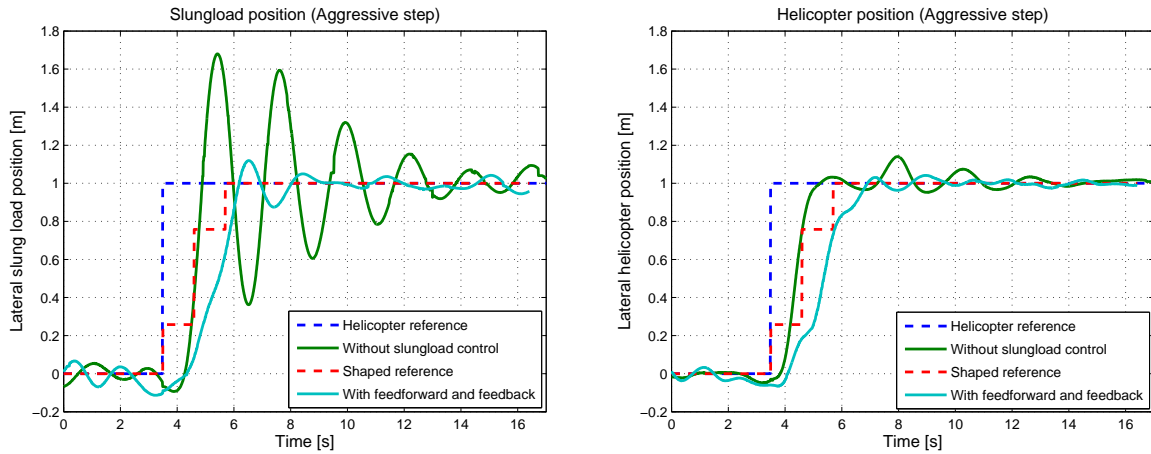 Slungload position (Aggressive step)
Lateral slung load position [m]
1.8
1.6
1.4
1.2
1
0.8
0.6
0.4
0.2
0
−0.2
0 2 4 6 8 10 12 14 16
Time [s]
Helicopter reference
Without slungload control
Shaped reference
With feedforward and feedback
Helicopter position (Aggressive step)
Lateral helicopter position [m]
1.8
1.6
1.4
1.2
1
0.8
0.6
0.4
0.2
0
−0.2
0 2 4 6 8 10 12 14 16
Time [s]
Helicopter reference
Without slungload control
Shaped reference
With feedforward and feedback